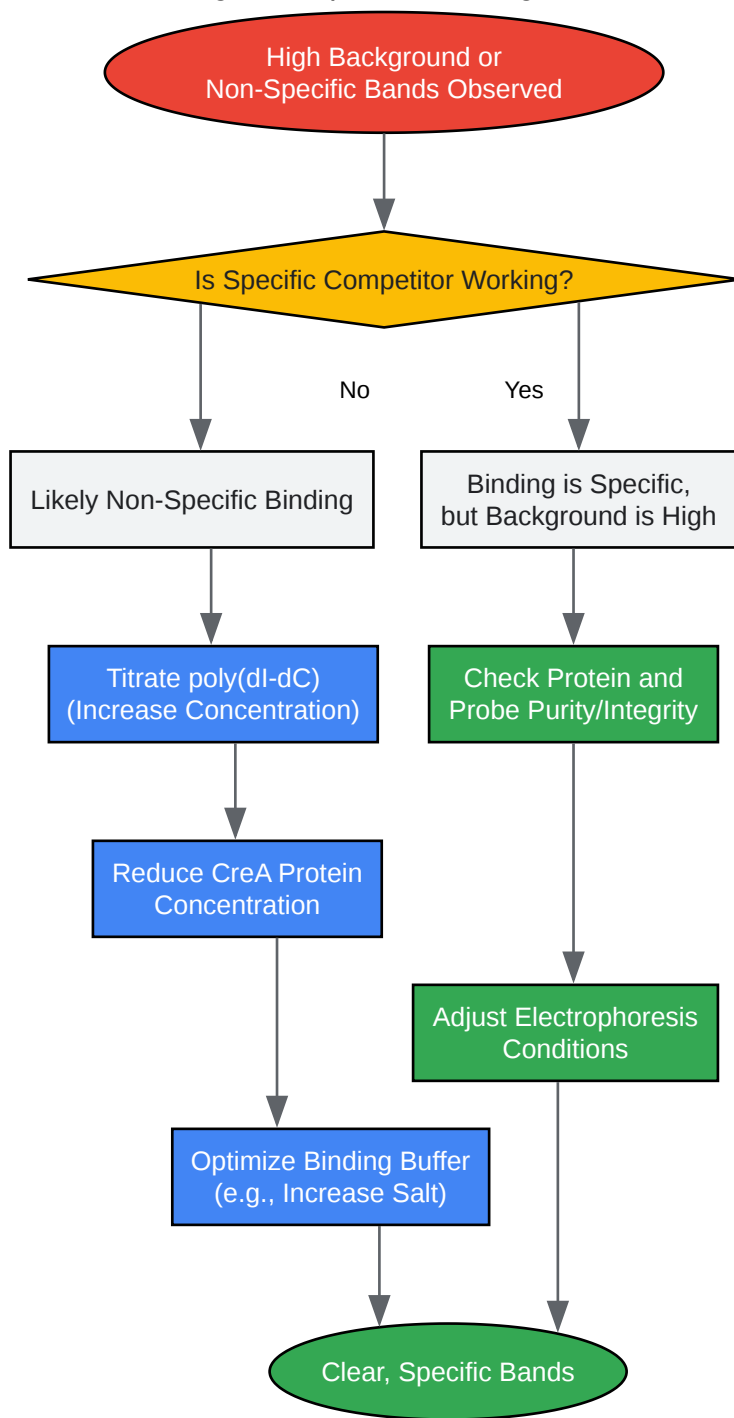 High Background or
Non-Specific Bands Observed
Is Specific Competitor Working?
No
Yes
Likely Non-Specific Binding
Binding is Specific,
but Background is High
Titrate poly(dI-dC)
(Increase Concentration)
Check Protein and
Probe Purity/Integrity
Reduce CreA Protein
Concentration
Adjust Electrophoresis
Conditions
Optimize Binding Buffer
(e.g., Increase Salt)
Clear, Specific Bands